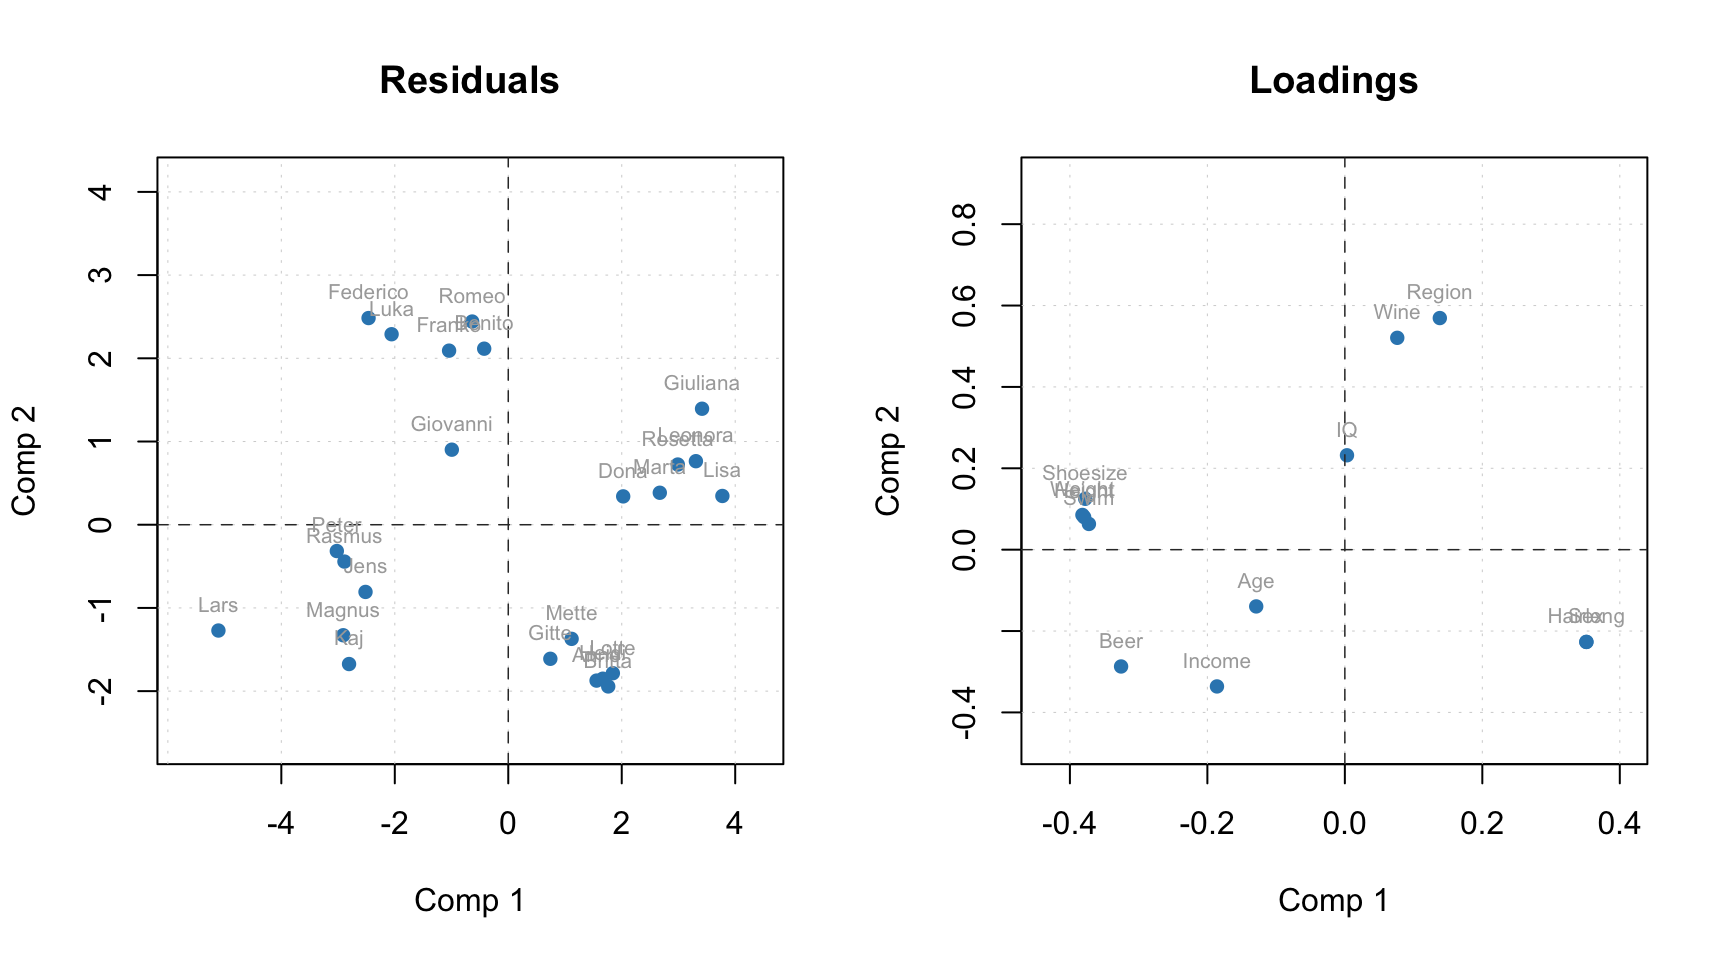 Residuals
Comp 2
4
3
2
1
0
-1
-2
Federico
Luka
Romeo
Benito
Giovanni
Giuliana
Leonora
Rosetta
Marta
Dona
Lisa
Peter
Rasmus
Jens
Lars
Magnus
Kaj
Mette
Gitte
Lotte
Britta
-4 -2 0 2 4
Comp 1
Loadings
Comp 2
0.8
0.6
0.4
0.2
0.0
-0.4
Region
Wine
IQ
Shoesize
Swim
Age
Beer
Income
-0.4 -0.2 0.0 0.2 0.4
Comp 1